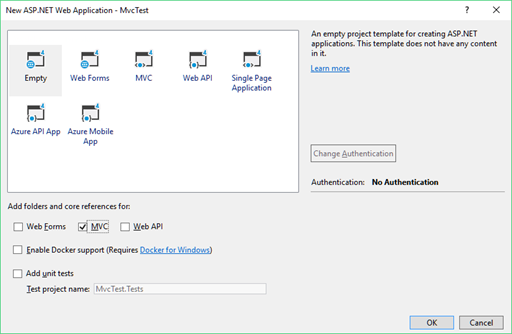 New ASP.NET Web Application - MvcTest
? ×
Empty
Web Forms
MVC
Web API
Single Page
Application
Azure API App
Azure Mobile
App
An empty project template for creating ASP.NET
applications. This template does not have any content
in it.
Learn more
Change Authentication
Authentication: No Authentication
Add folders and core references for:
Web Forms MVC Web API
Enable Docker support (Requires Docker for Windows)
Add unit tests
Test project name: MvcTest.Tests
OK Cancel